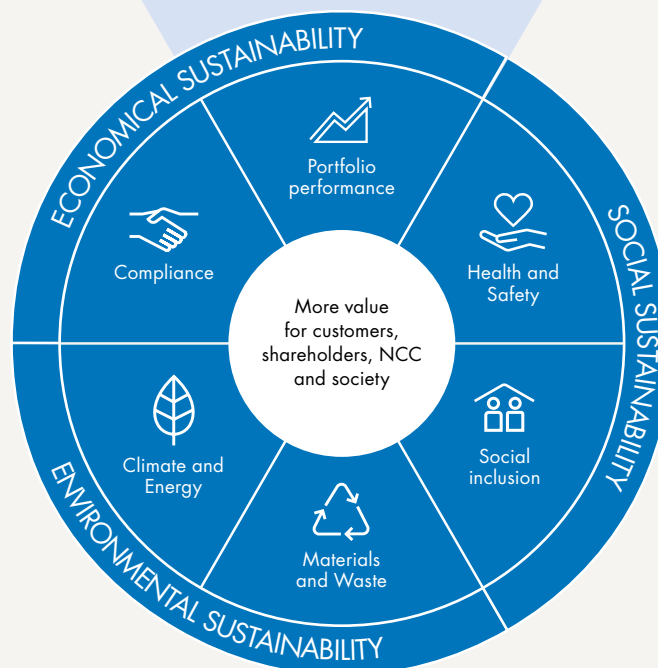 ECONOMICAL SUSTAINABILITY
Portfolio
performance
Compliance
Health and
Safety
SOCIAL SUSTAINABILITY
More value
for customers,
shareholders, NCC
and society
Climate and
Energy
Social
inclusion
Materials
and Waste
ENVIRONMENTAL SUSTAINABILITY